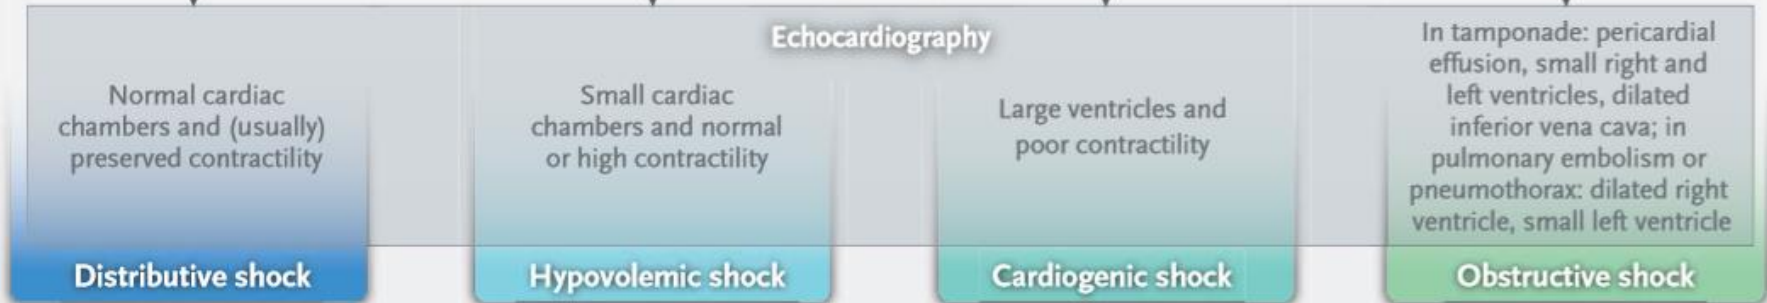 Echocardiography
Normal cardiac
chambers and (usually)
preserved contractility
Distributive shock
Small cardiac
chambers and normal
or high contractility
Hypovolemic shock
Large ventricles and
poor contractility
Cardiogenic shock
In tamponade: pericardial
effusion, small right and
left ventricles, dilated
inferior vena cava; in
pulmonary embolism or
pneumothorax: dilated right
ventricle, small left ventricle
Obstructive shock